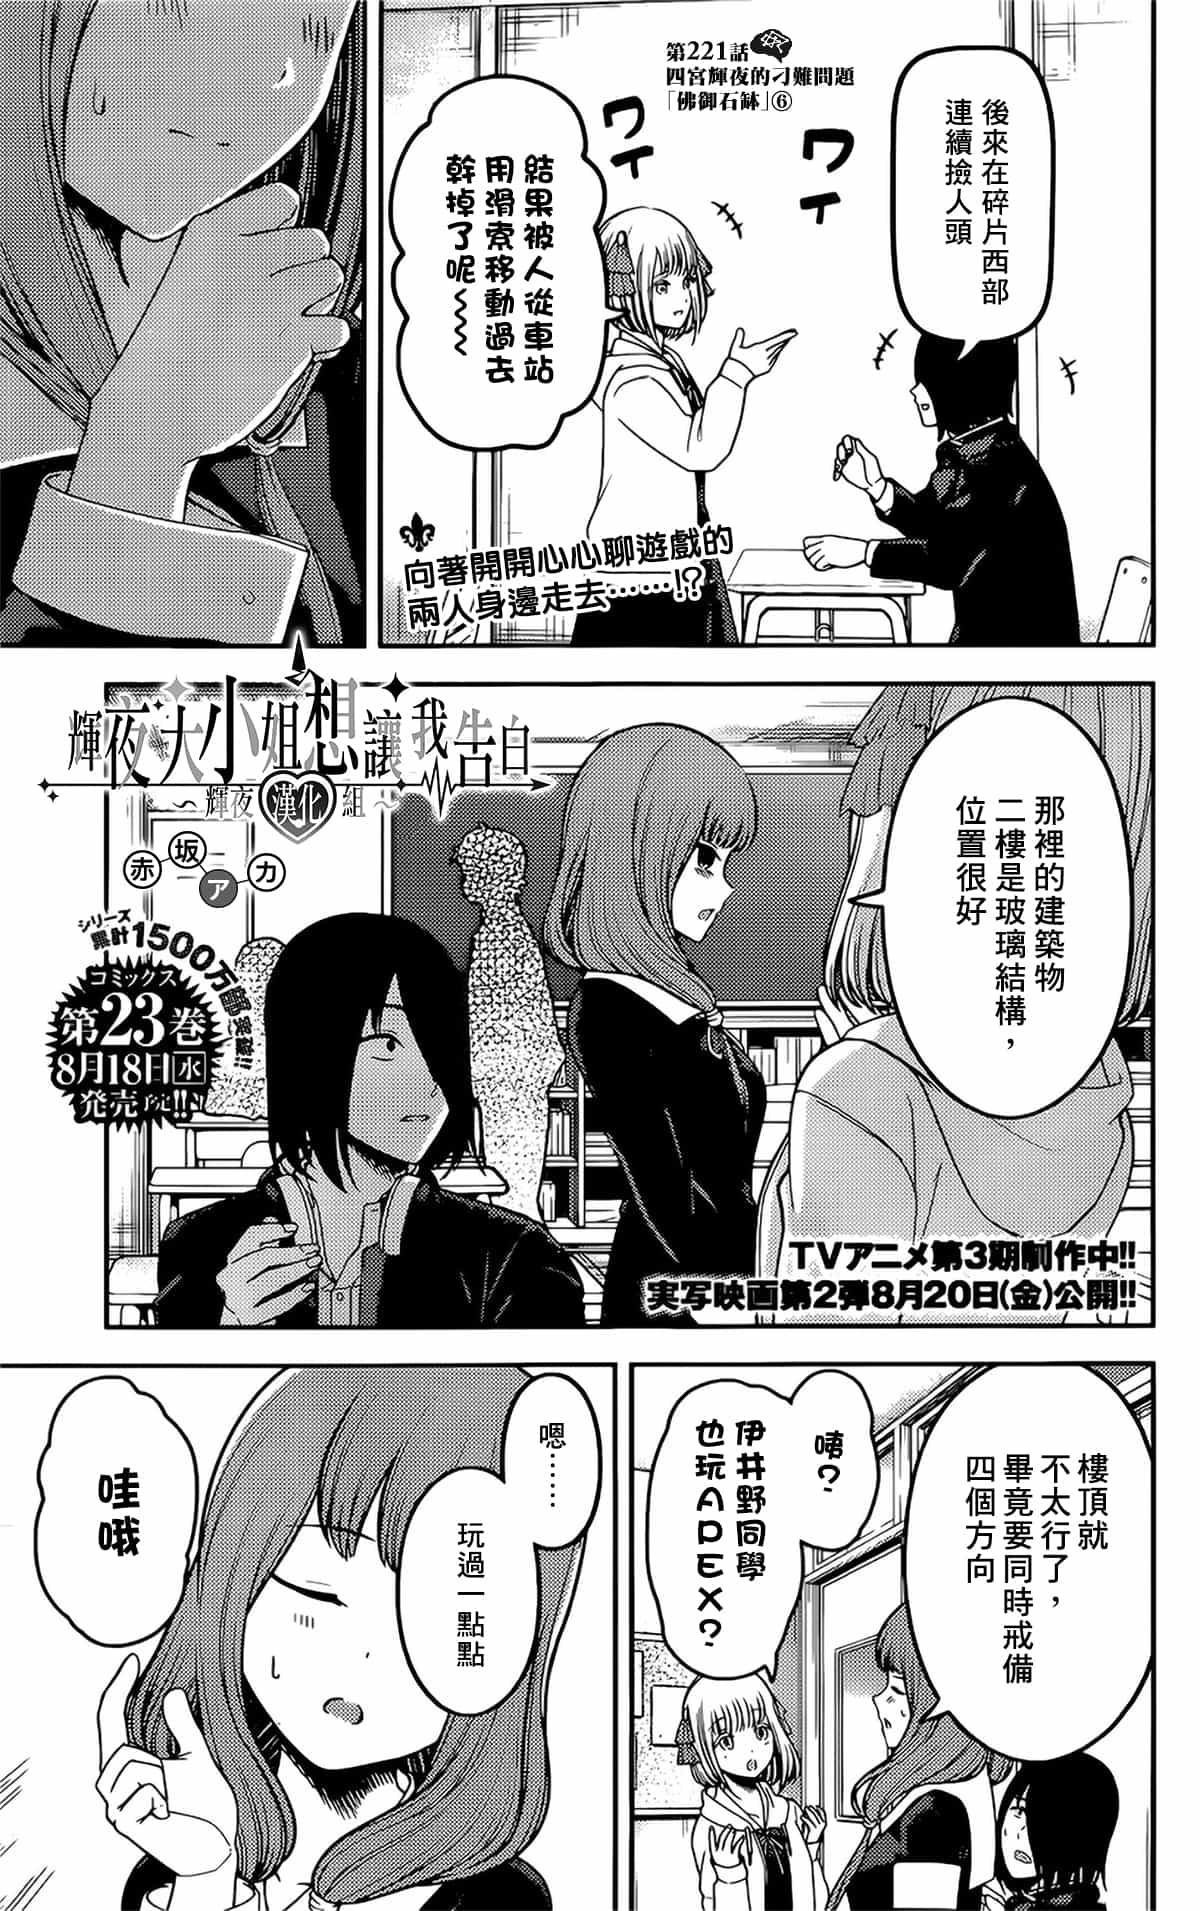 第221話
四宮輝夜的刁難問題
「佛御石缽」⑥
後來在碎片西部
連續撿人頭
ワイ
ワイ
結果被人從車站
用滑索移動過去
幹掉了呢~~~
向著開開心心聊遊戲的
兩人身邊走去……!?
輝夜大小姐想讓我告白
～輝夜漢化組～
赤坂アカ
シリーズ
累計1500万部突破!!
コミックス
第23巻
8月18日水
発売予定!!
那裡的建築物
二樓是玻璃結構，
位置很好
TVアニメ第3期制作中!!
実写映画第2弾8月20日(金)公開!!
樓頂就
不太行了，
畢竟要同時戒備
四個方向
咦?
伊井野同學
也玩APEX?
嗯……
玩過一點點
哇哦